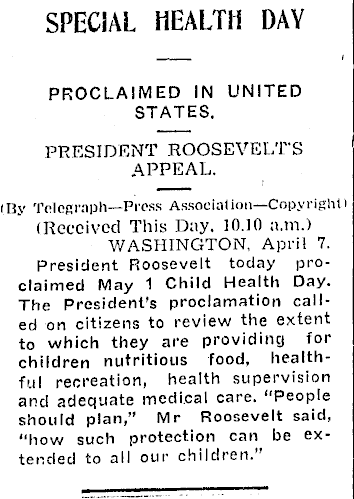 SPECIAL HEALTH DAY
PROCLAIMED IN UNITED
STATES.
PRESIDENT ROOSEVELT'S
APPEAL.
(By Telegraph—Press Association—Copyright)
(Received This Day, 10.10 a.m.)
WASHINGTON, April 7.
President Roosevelt today pro-
claimed May 1 Child Health Day.
The President's proclamation call-
ed on citizens to review the extent
to which they are providing for
children nutritious food, health-
ful recreation, health supervision
and adequate medical care. "People
should plan," Mr Roosevelt said,
"how such protection can be ex-
tended to all our children."